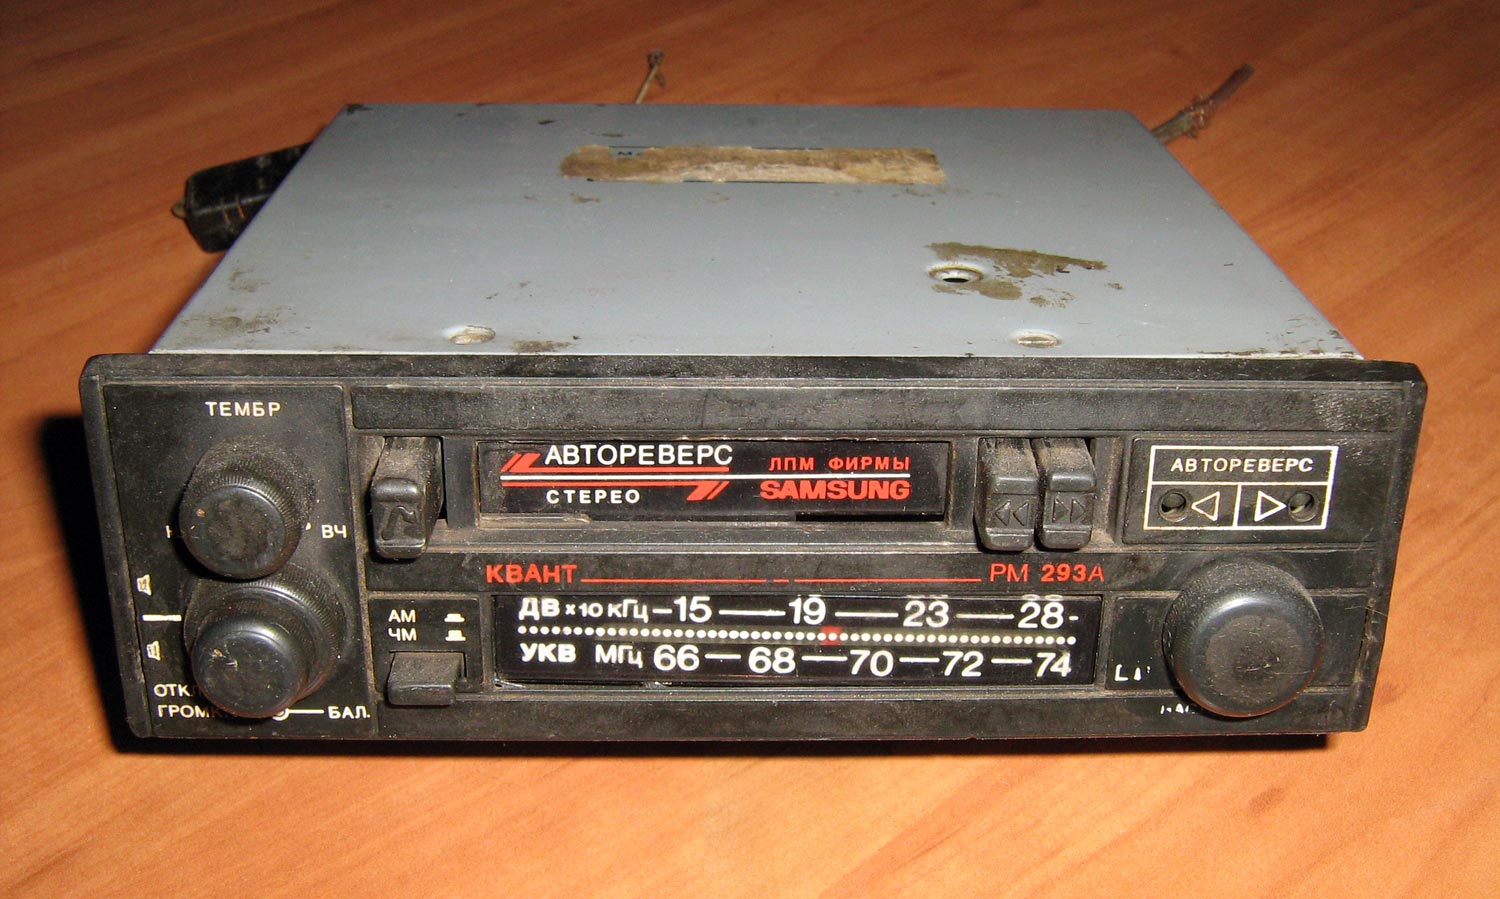 ТЕМБР
ВЧ
АВТОРЕВЕРС
СТЕРЕО
ЛПМ ФИРМЫ
SAMSUNG
АВТОРЕВЕРС
КВАНТ РМ 293А
АМ
ЧМ
ДВ х10 кГц 15 19 23 28
УКВ МГц 66 68 70 72 74
БАЛ.